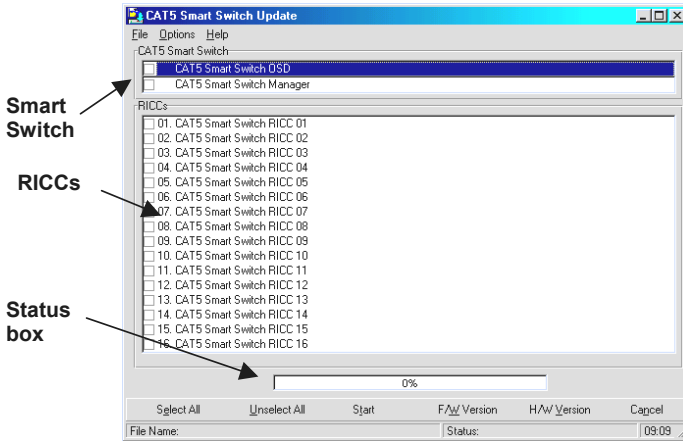 CAT5 Smart Switch Update
File Options Help
CAT5 Smart Switch
CAT5 Smart Switch OSD
CAT5 Smart Switch Manager
Smart
Switch
RICCs
01. CAT5 Smart Switch RICC 01
02. CAT5 Smart Switch RICC 02
03. CAT5 Smart Switch RICC 03
04. CAT5 Smart Switch RICC 04
05. CAT5 Smart Switch RICC 05
06. CAT5 Smart Switch RICC 06
07. CAT5 Smart Switch RICC 07
08. CAT5 Smart Switch RICC 08
09. CAT5 Smart Switch RICC 09
10. CAT5 Smart Switch RICC 10
11. CAT5 Smart Switch RICC 11
12. CAT5 Smart Switch RICC 12
13. CAT5 Smart Switch RICC 13
14. CAT5 Smart Switch RICC 14
15. CAT5 Smart Switch RICC 15
16. CAT5 Smart Switch RICC 16
RICCs
Status
box
0%
Select All Unselect All Start F/W Version H/W Version Cancel
File Name: Status: 09:09